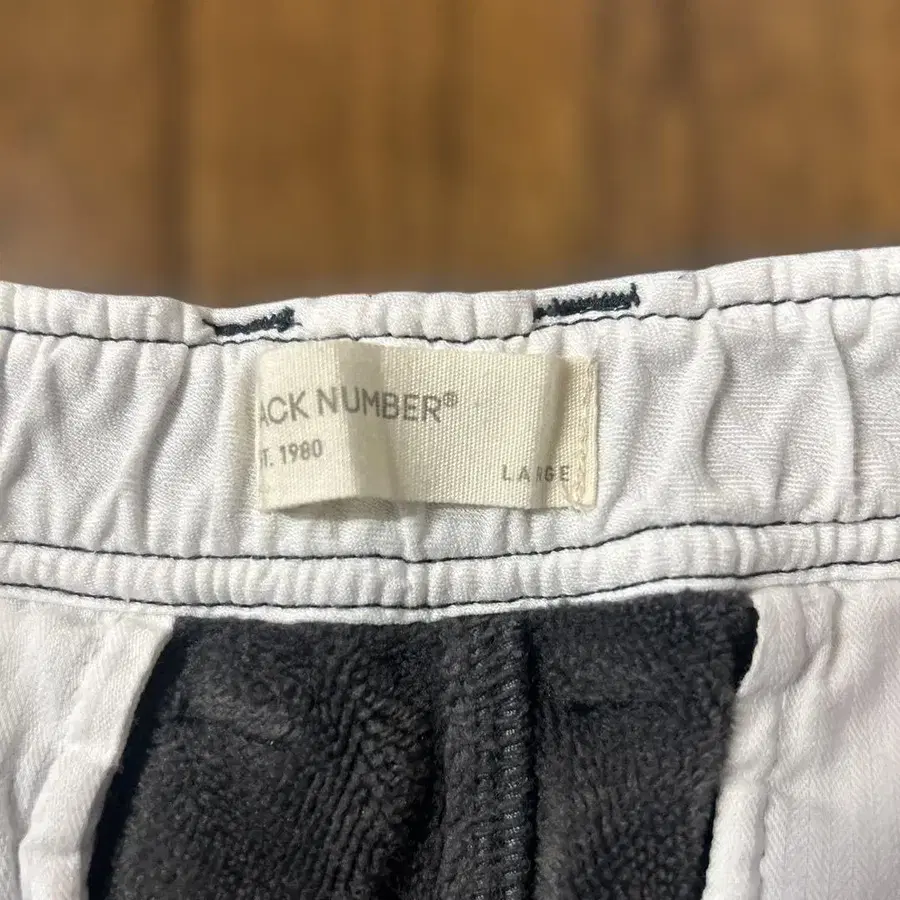 ACK NUMBER®
T. 1980
LARGE